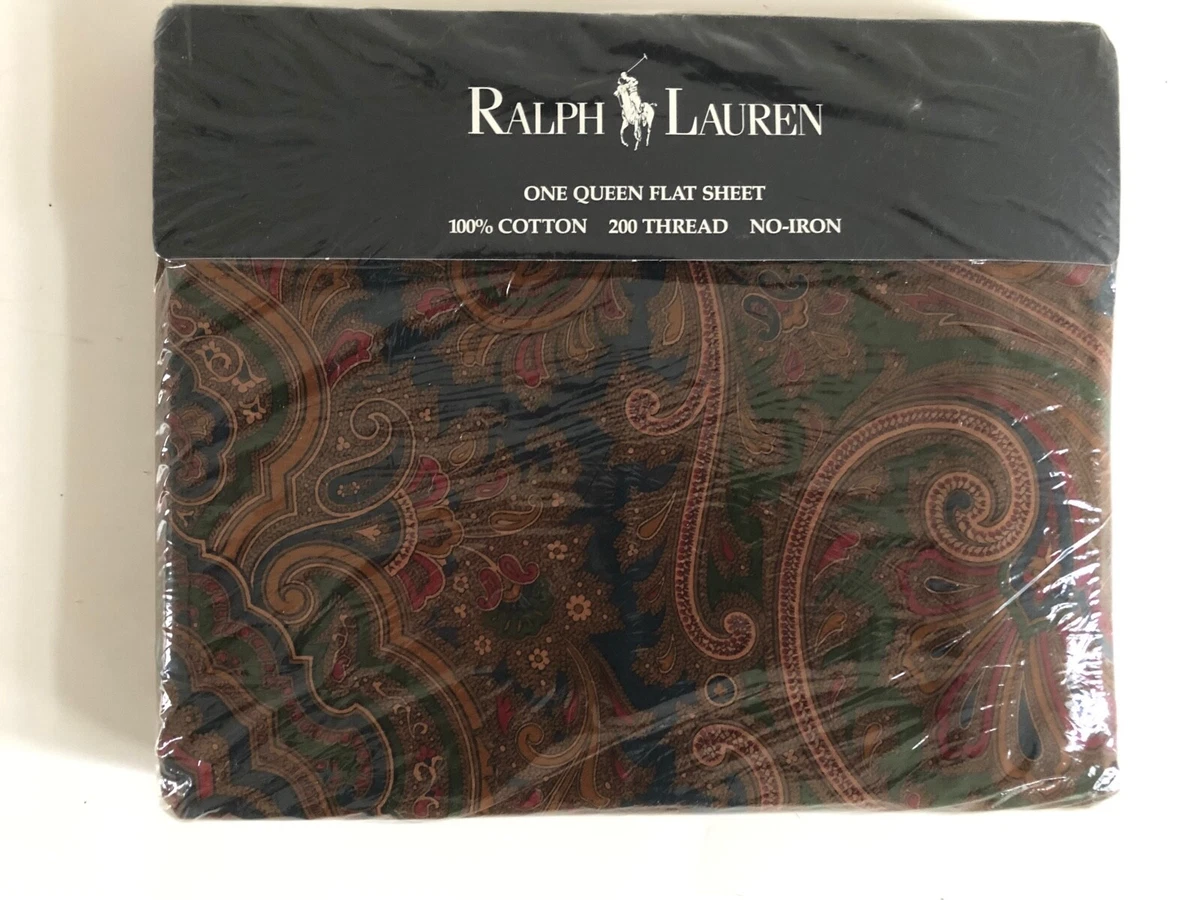 RALPH LAUREN
ONE QUEEN FLAT SHEET
100% COTTON 200 THREAD NO-IRON